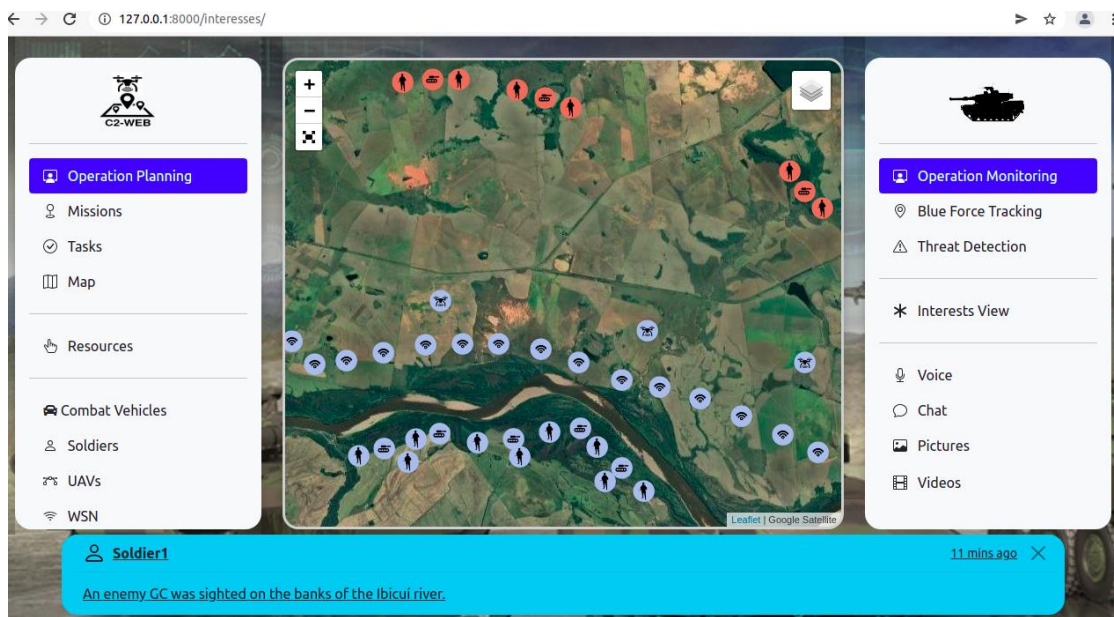 127.0.0.1:8000/interesses/
C2-WEB
Operation Planning
Missions
Tasks
Map
Resources
Combat Vehicles
Soldiers
UAVs
WSN
+
−
Leaflet | Google Satellite
Operation Monitoring
Blue Force Tracking
Threat Detection
Interests View
Voice
Chat
Pictures
Videos
Soldier1
11 mins ago
An enemy GC was sighted on the banks of the Ibicuí river.